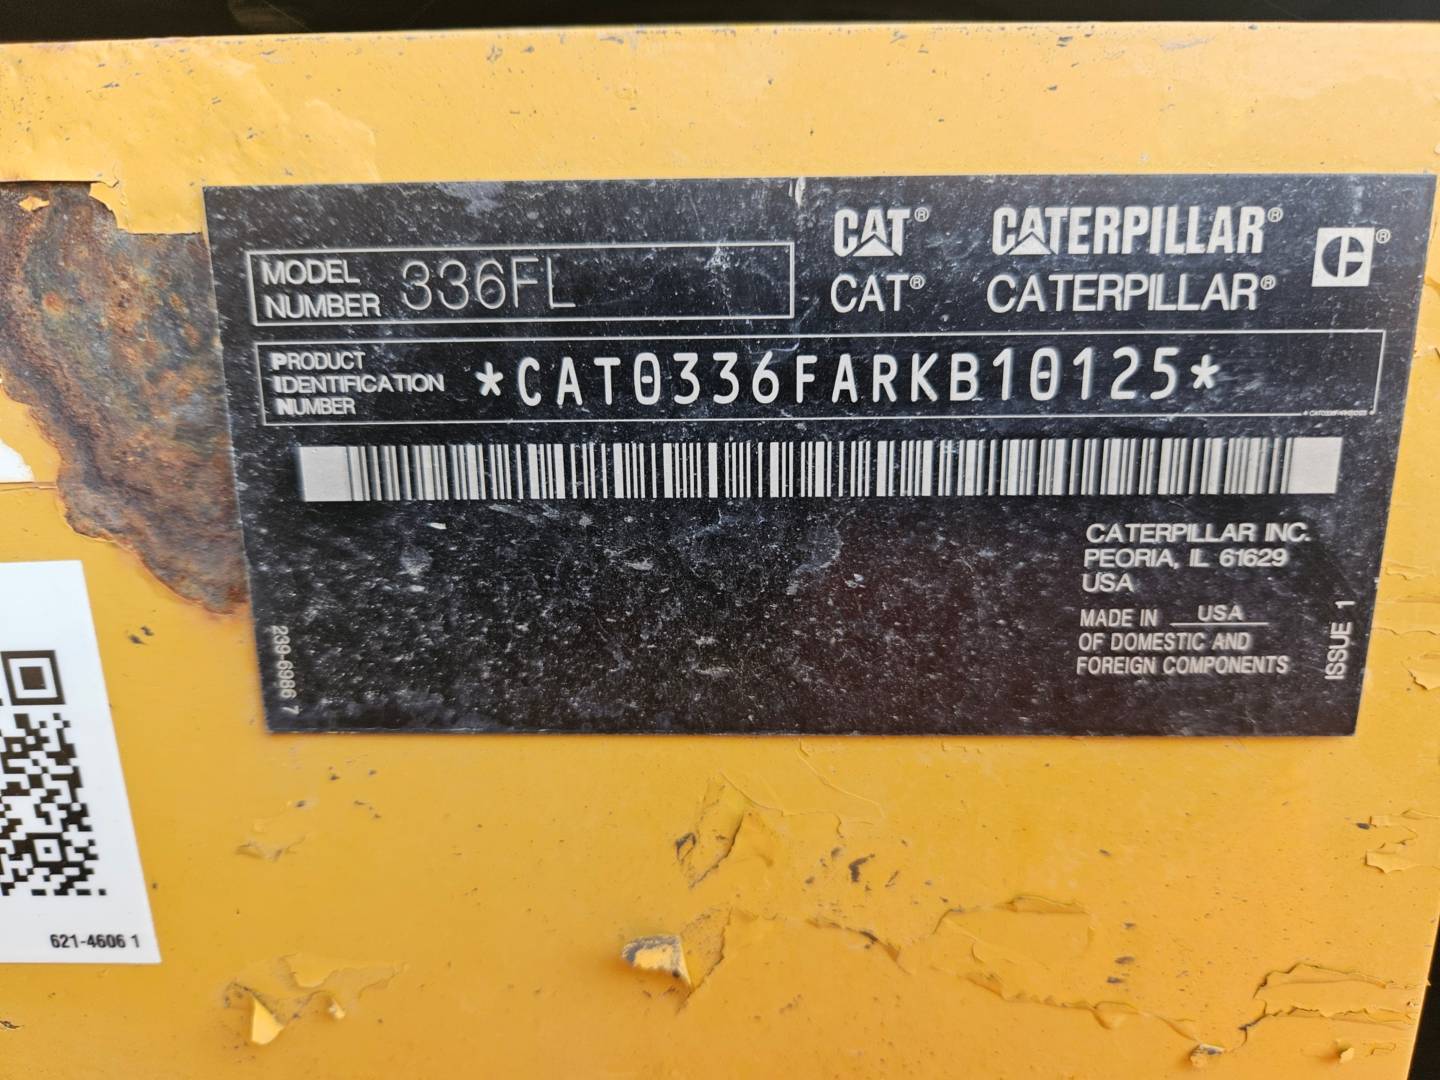 CAT® CATERPILLAR®
CAT® CATERPILLAR®
MODEL NUMBER 336FL
PRODUCT IDENTIFICATION NUMBER *CAT0336FARKB10125*
CATERPILLAR INC.
PEORIA, IL 61629
USA
MADE IN USA
OF DOMESTIC AND
FOREIGN COMPONENTS
ISSUE 1
239-6986 7
621-4606 1